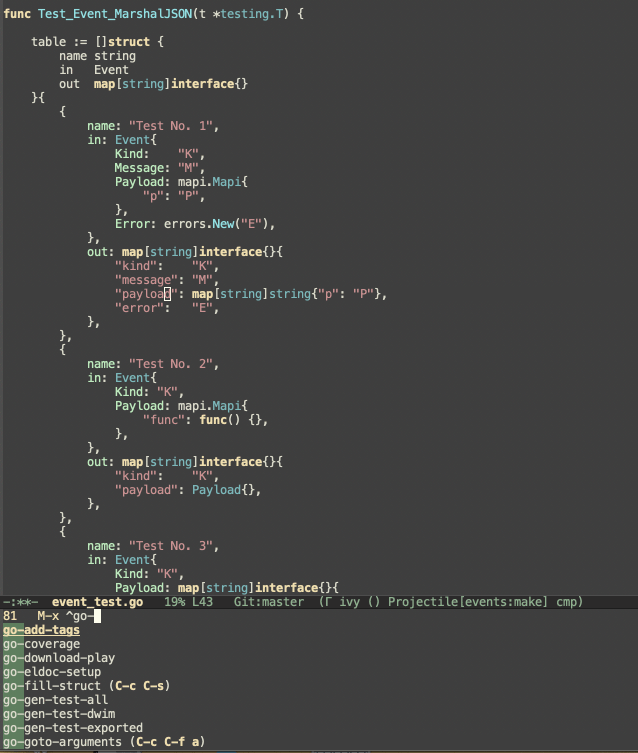 func Test_Event_MarshalJSON(t *testing.T) {
table := []struct {
name string
in Event
out map[string]interface{}
}{
{
name: "Test No. 1",
in: Event{
Kind: "K",
Message: "M",
Payload: mapi.Mapi{
"p": "P",
},
Error: errors.New("E"),
},
out: map[string]interface{}{
"kind": "K",
"message": "M",
"payload": map[string]string{"p": "P"},
"error": "E",
},
},
{
name: "Test No. 2",
in: Event{
Kind: "K",
Payload: mapi.Mapi{
"func": func() {},
},
},
out: map[string]interface{}{
"kind": "K",
"payload": Payload{},
},
},
{
name: "Test No. 3",
in: Event{
Kind: "K",
Payload: map[string]interface{}{
-:**- event_test.go 19% L43 Git:master (Γ ivy () Projectile[events:make] cmp)
81 M-x ^go-
go-add-tags
go-coverage
go-download-play
go-eldoc-setup
go-fill-struct (C-c C-s)
go-gen-test-all
go-gen-test-dwim
go-gen-test-exported
go-goto-arguments (C-c C-f a)